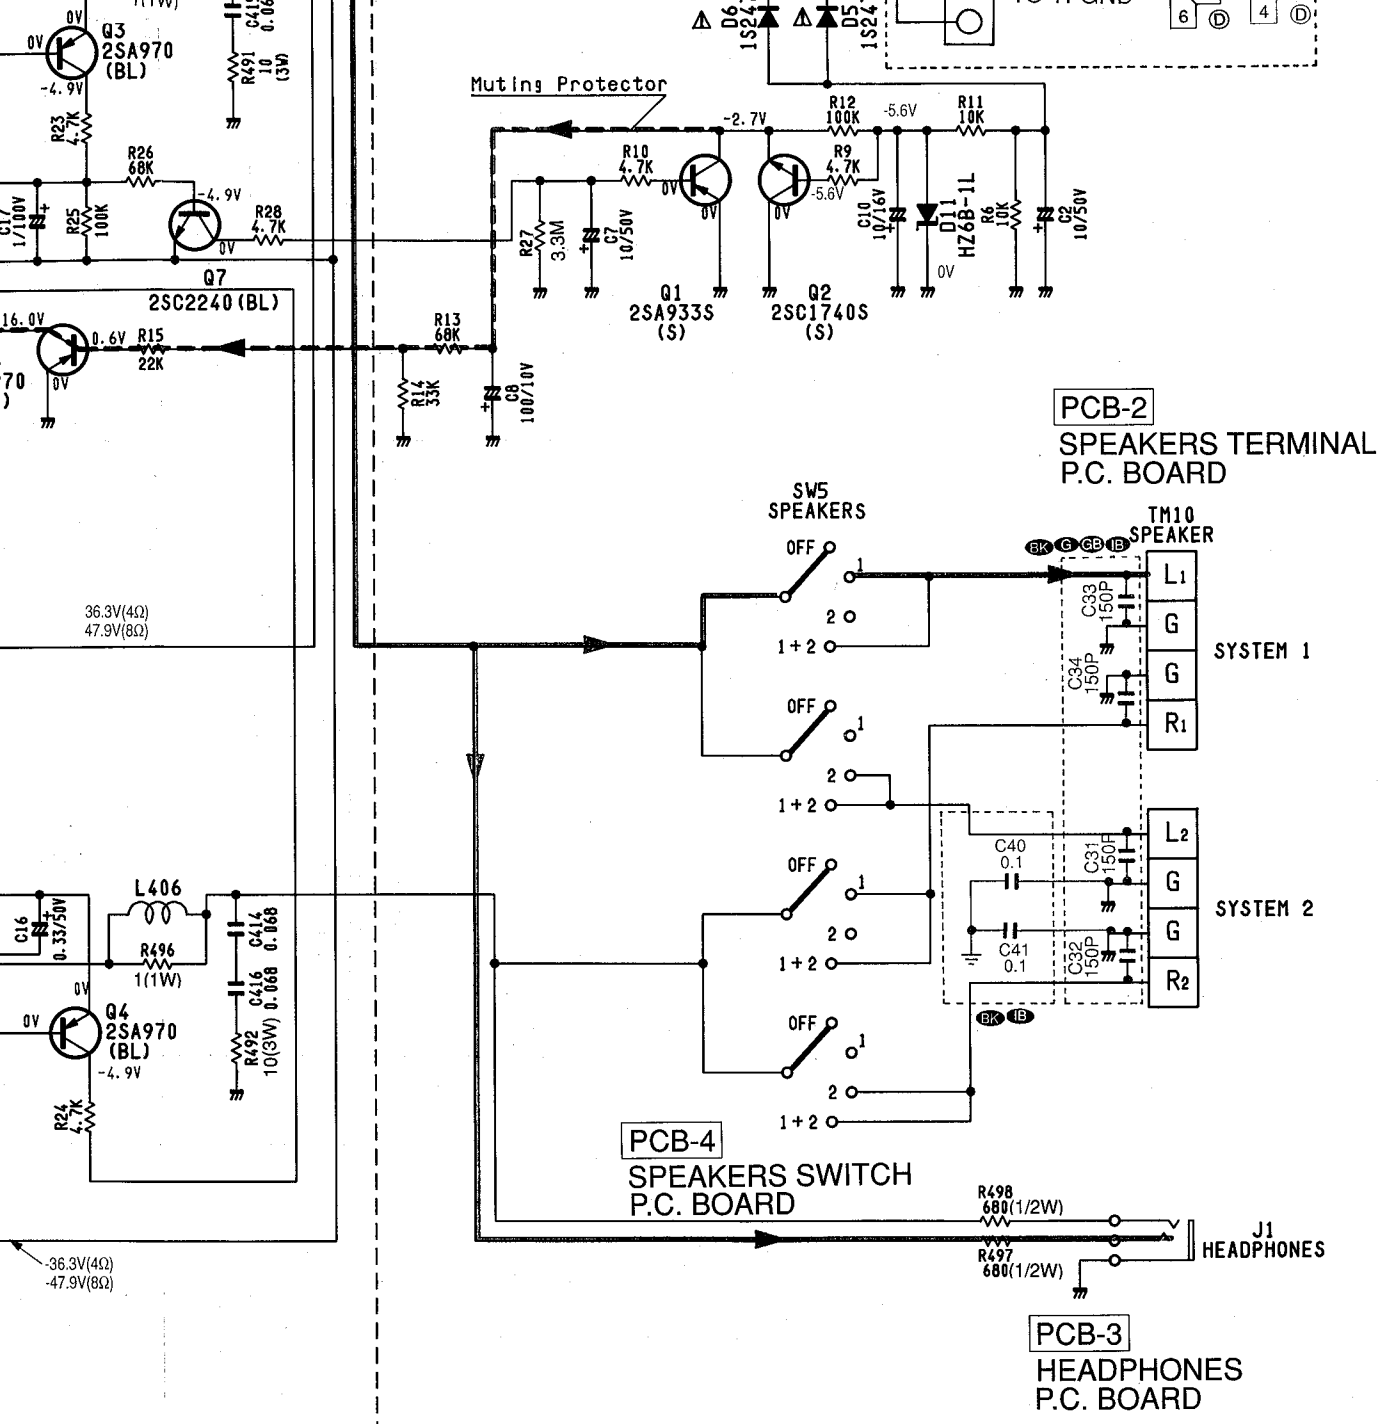 0V
Q3
2SA970
(BL)
0V
-4.9V
R23
4.7K
R491
10
(3W)
D6
D5
6
D
4
D
Muting Protector
-2.7V
R12
100K
-5.6V
R11
10K
R26
68K
R10
4.7K
R9
4.7K
-5.6V
0V
0V
0V
C17
1/100V
R25
100K
-4.9V
R28
4.7K
0V
Q7
2SC2240(BL)
R27
3.3M
C7
10/50V
C10
10/16V
D11
HZ6B-1L
0V
R6
10K
C2
10/50V
Q1
2SA933S
(S)
Q2
2SC1740S
(S)
16.0V
0.6V
R15
22K
0V
R13
68K
R14
33K
C8
100/10V
PCB-2
SPEAKERS TERMINAL
P.C. BOARD
SW5
SPEAKERS
TM10
SPEAKER
BK G GB IB
OFF
1
2
1+2
L1
G
G
R1
C33
150P
C34
150P
SYSTEM 1
36.3V(4Ω)
47.9V(8Ω)
OFF
1
2
1+2
L2
G
G
R2
C40
0.1
C31
150P
C41
0.1
C32
150P
SYSTEM 2
BK IB
OFF
1
2
1+2
OFF
1
2
1+2
L406
R496
1(1W)
C16
0.33/50V
C414
0.068
C416
0.068
R492
10(3W)
0V
0V
Q4
2SA970
(BL)
-4.9V
R24
4.7K
PCB-4
SPEAKERS SWITCH
P.C. BOARD
R498
680(1/2W)
R497
680(1/2W)
J1
HEADPHONES
-36.3V(4Ω)
-47.9V(8Ω)
PCB-3
HEADPHONES
P.C. BOARD